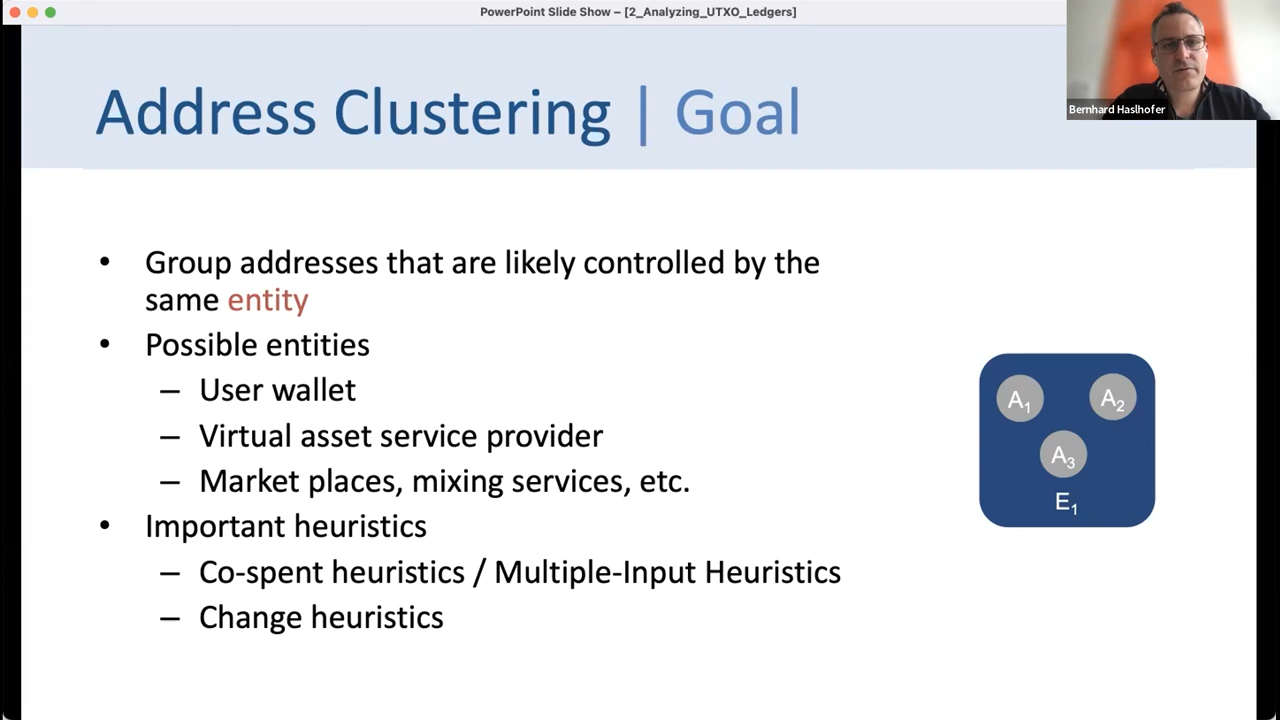 PowerPoint Slide Show – [2_Analyzing_UTXO_Ledgers]
Bernhard Haslhofer
Address Clustering | Goal
• Group addresses that are likely controlled by the
same entity
• Possible entities
– User wallet
– Virtual asset service provider
– Market places, mixing services, etc.
• Important heuristics
– Co-spent heuristics / Multiple-Input Heuristics
– Change heuristics
A1 A2
A3
E1